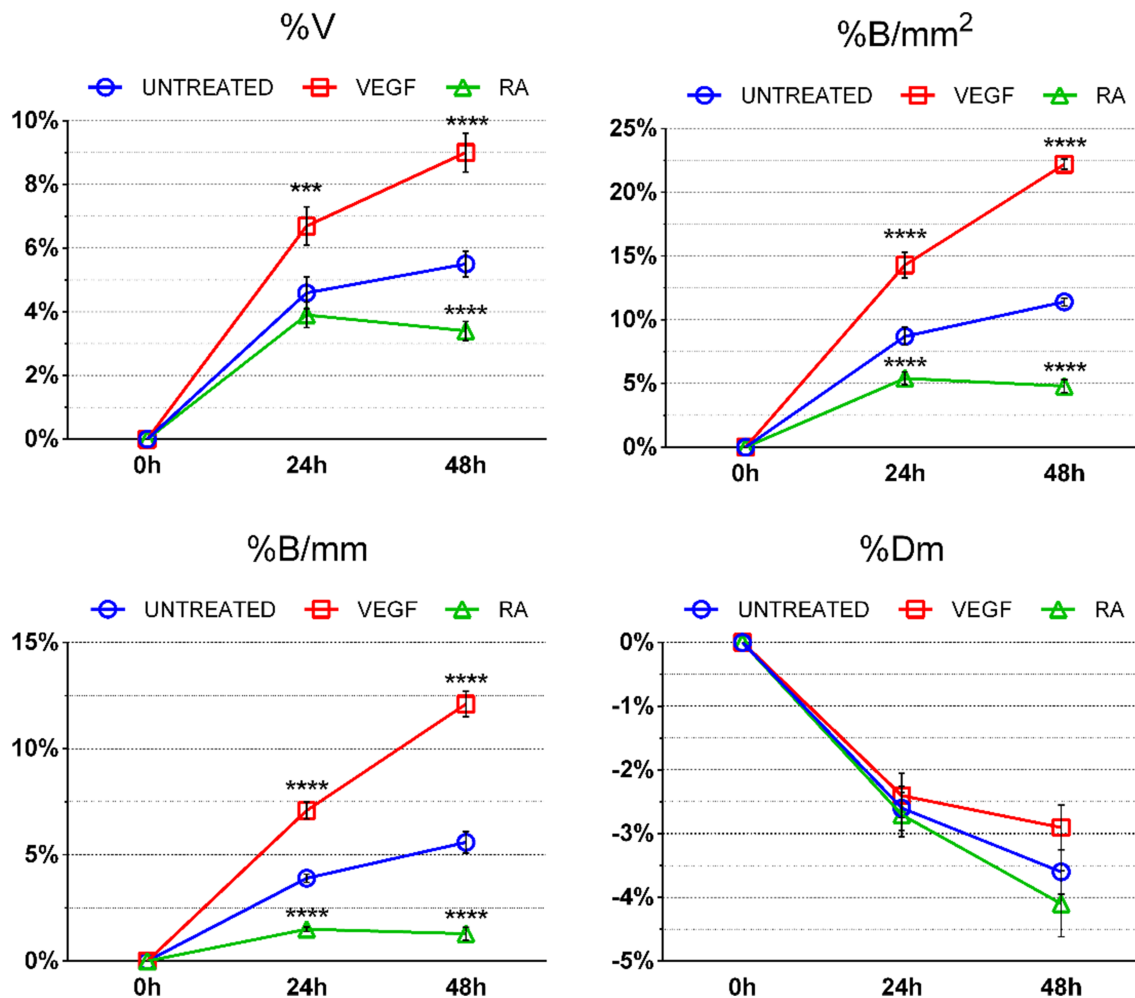 %V
UNTREATED VEGF RA
10%
8%
6%
4%
2%
0%
*** **** ****
0h 24h 48h
%B/mm²
UNTREATED VEGF RA
25%
20%
15%
10%
5%
0%
**** **** **** ****
0h 24h 48h
%B/mm
UNTREATED VEGF RA
15%
10%
5%
0%
**** **** **** ****
0h 24h 48h
%Dm
UNTREATED VEGF RA
0%
-1%
-2%
-3%
-4%
-5%
0h 24h 48h